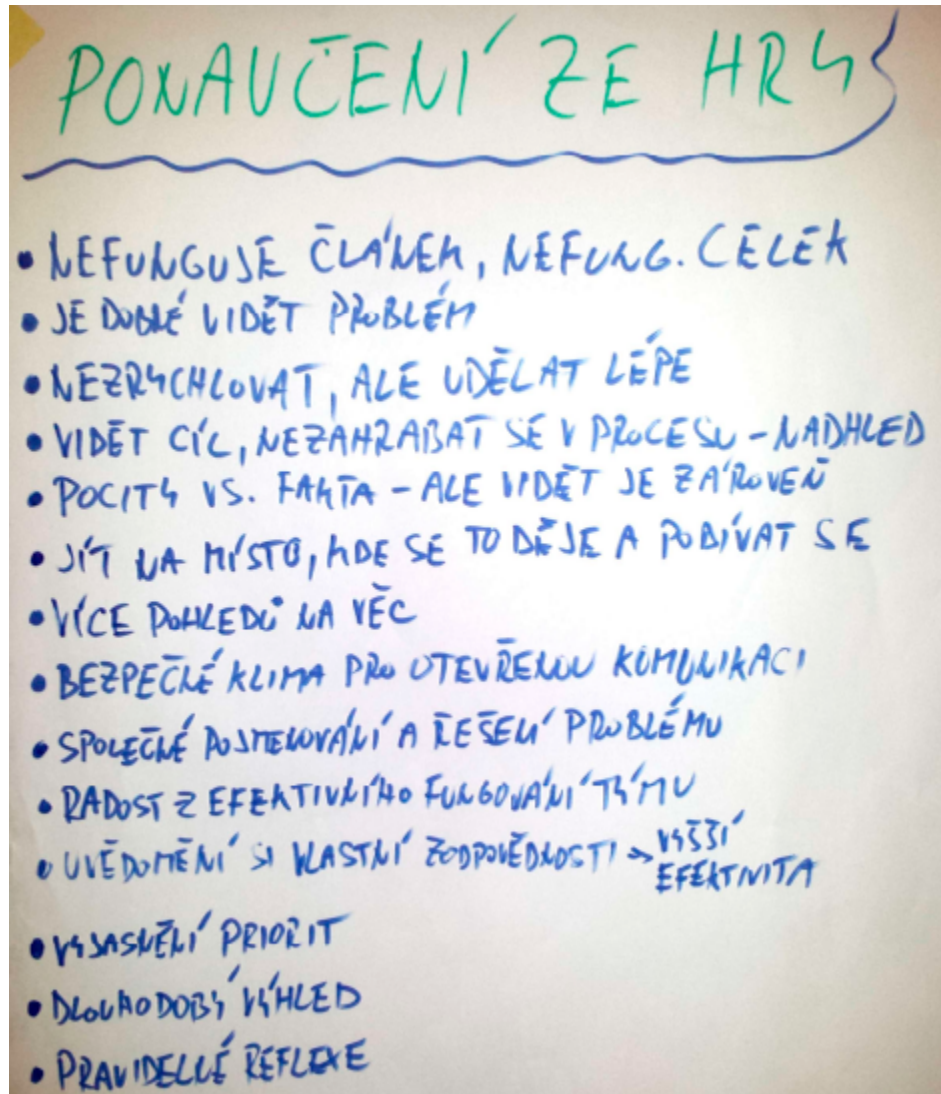 PONAUČENÍ ZE HRY
• NEFUNGUJE ČLÁNEK, NEFUNG. CELEK
• JE DOBRÉ VIDĚT PROBLÉM
• NEZRYCHLOVAT, ALE UDĚLAT LÉPE
• VIDĚT CÍL, NEZAHRABAT SE V PROCESU - NADHLED
• POCITY VS. FAKTA - ALE VIDĚT JE ZÁROVEŇ
• JÍT NA MÍSTO, KDE SE TO DĚJE A PODÍVAT SE
• VÍCE POHLEDŮ NA VĚC
• BEZPEČNÉ KLIMA PRO OTEVŘENOU KOMUNIKACI
• SPOLEČNÉ POJMENOVÁNÍ A ŘEŠENÍ PROBLÉMU
• RADOST Z EFEKTIVNÍHO FUNGOVÁNÍ TÝMU
• UVĚDOMĚNÍ SI VLASTNÍ ZODPOVĚDNOSTI → VYŠŠÍ
EFEKTIVITA
• VYJASNĚNÍ PRIORIT
• DLOUHODOBÝ VÝHLED
• PRAVIDELNÉ REFLEXE